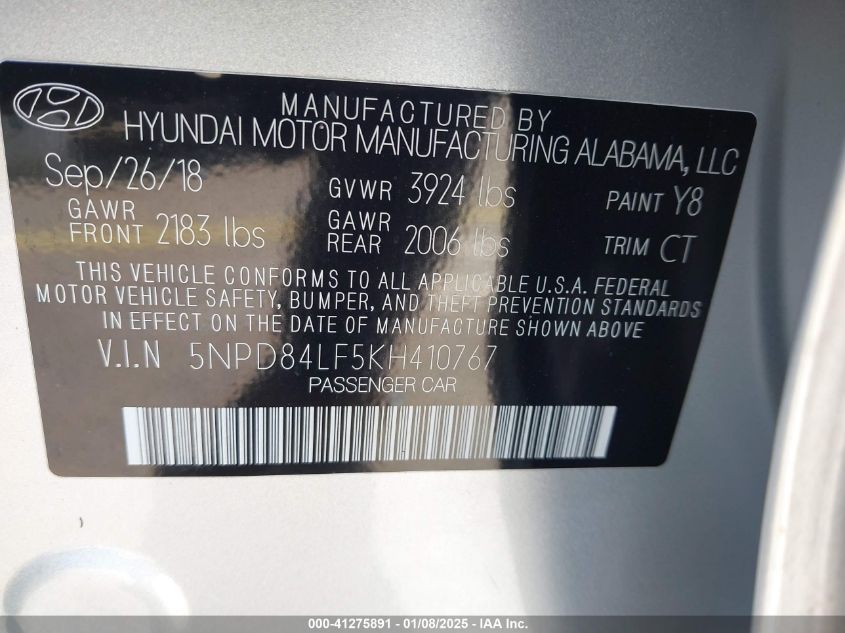 MANUFACTURED BY
HYUNDAI MOTOR MANUFACTURING ALABAMA, LLC
Sep/26/18 GVWR 3924 lbs PAINT Y8
GAWR FRONT 2183 lbs GAWR REAR 2006 lbs TRIM CT
THIS VEHICLE CONFORMS TO ALL APPLICABLE U.S.A. FEDERAL
MOTOR VEHICLE SAFETY, BUMPER, AND THEFT PREVENTION STANDARDS
IN EFFECT ON THE DATE OF MANUFACTURE SHOWN ABOVE
V.I.N 5NPD84LF5KH410767
PASSENGER CAR
000-41275891 - 01/08/2025 - IAA Inc.